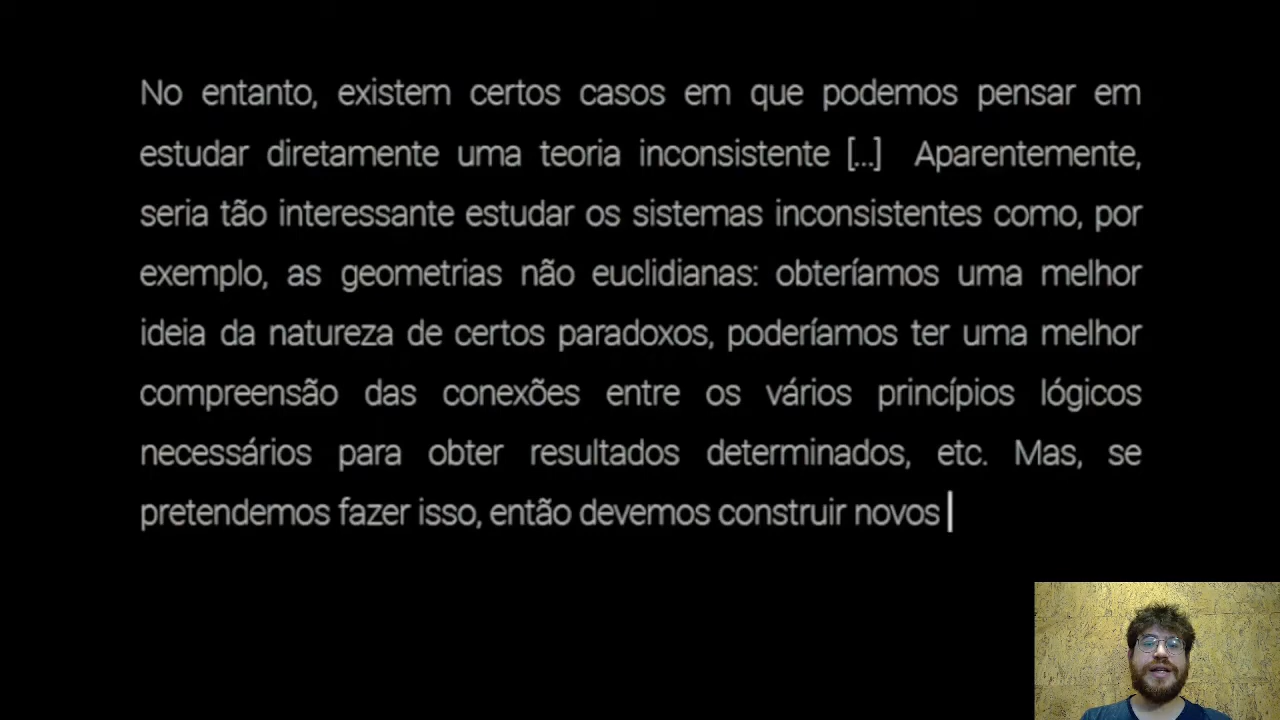 No entanto, existem certos casos em que podemos pensar em
estudar diretamente uma teoria inconsistente [...] Aparentemente,
seria tão interessante estudar os sistemas inconsistentes como, por
exemplo, as geometrias não euclidianas: obteríamos uma melhor
ideia da natureza de certos paradoxos, poderíamos ter uma melhor
compreensão das conexões entre os vários princípios lógicos
necessários para obter resultados determinados, etc. Mas, se
pretendemos fazer isso, então devemos construir novos